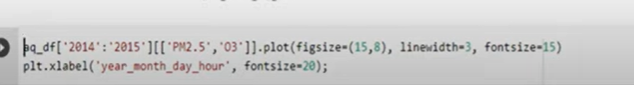 aq_df['2014':'2015'][['PM2.5','O3']].plot(figsize=(15,8), linewidth=3, fontsize=15)
plt.xlabel('year_month_day_hour', fontsize=20);